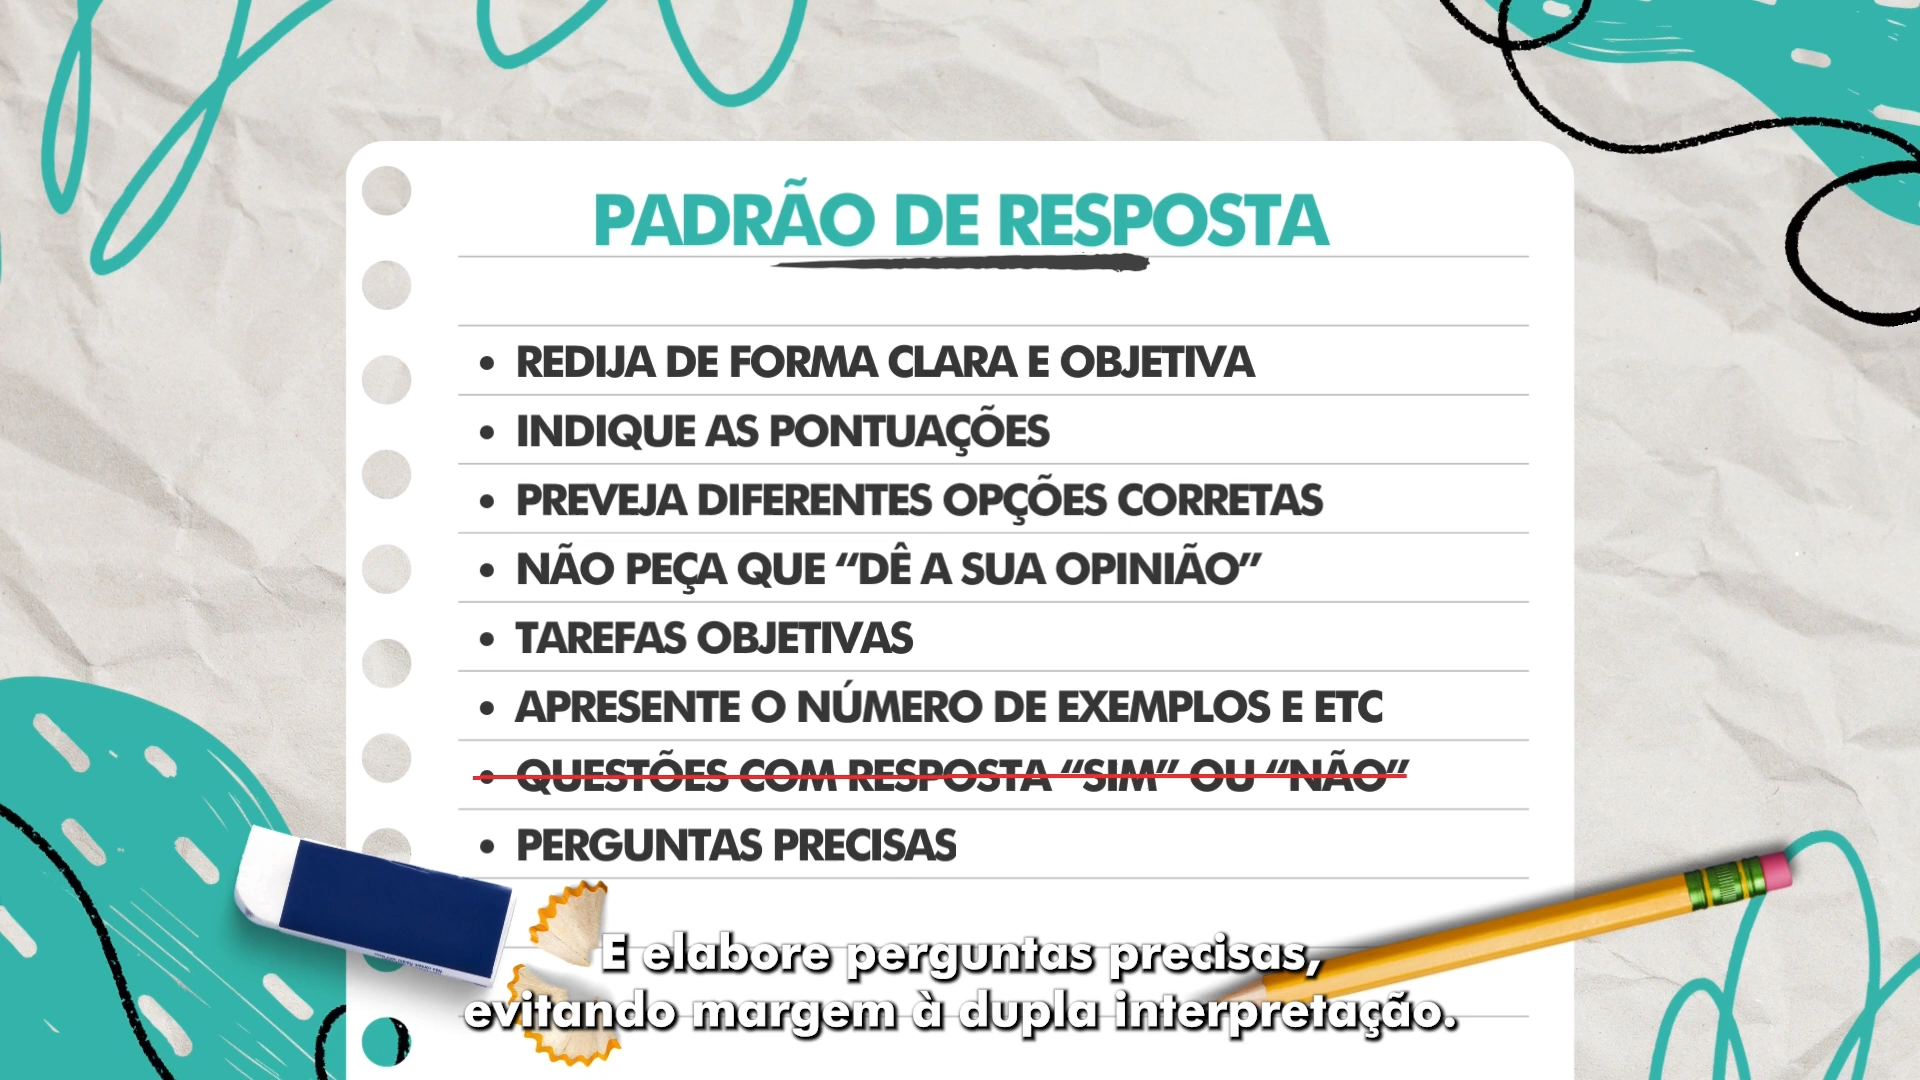 PADRÃO DE RESPOSTA
• REDIJA DE FORMA CLARA E OBJETIVA
• INDIQUE AS PONTUAÇÕES
• PREVEJA DIFERENTES OPÇÕES CORRETAS
• NÃO PEÇA QUE “DÊ A SUA OPINIÃO”
• TAREFAS OBJETIVAS
• APRESENTE O NÚMERO DE EXEMPLOS E ETC
• QUESTÕES COM RESPOSTA “SIM” OU “NÃO”
• PERGUNTAS PRECISAS
E elabore perguntas precisas,
evitando margem à dupla interpretação.